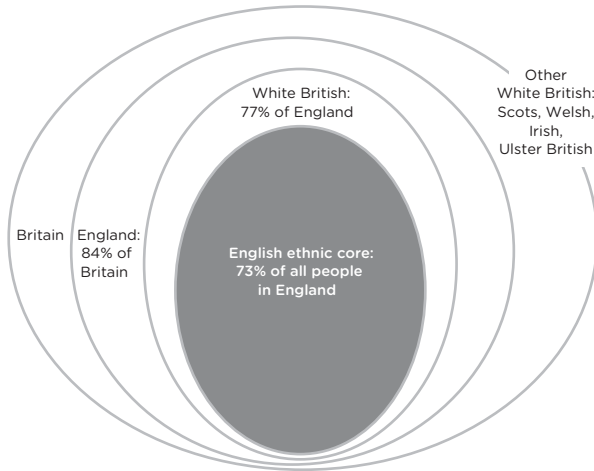 Other
White British:
Scots, Welsh,
Irish,
Ulster British
White British:
77% of England
Britain
England:
84% of
Britain
English ethnic core:
73% of all people
in England